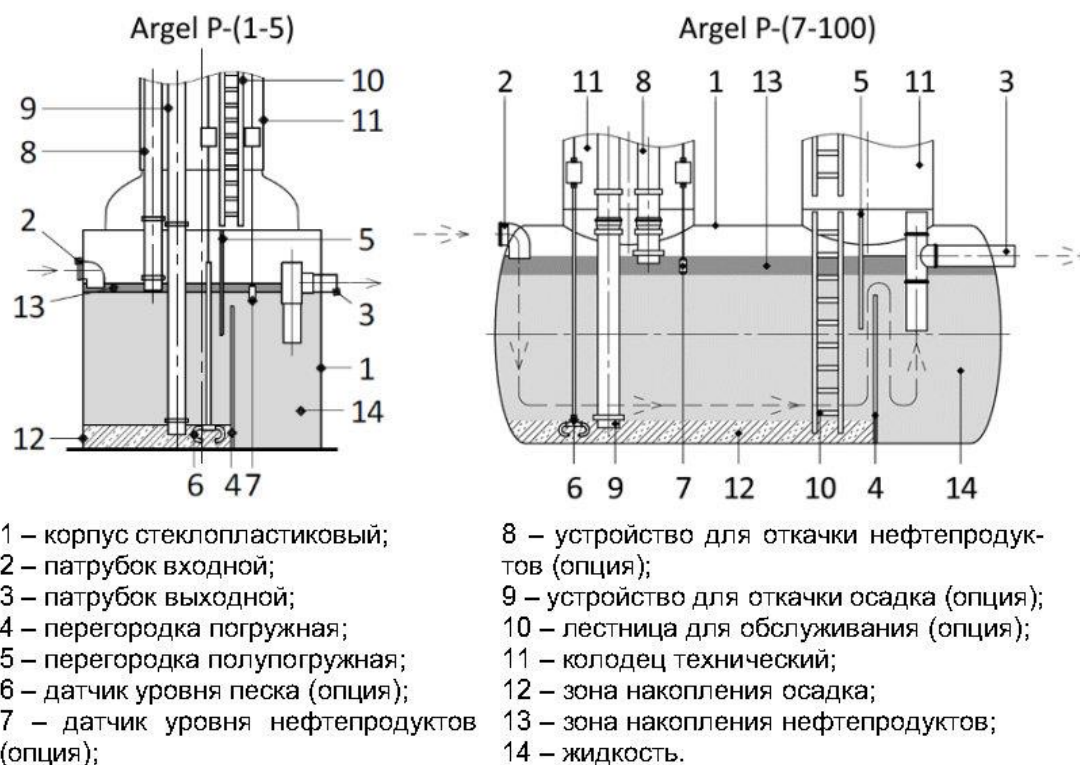 Argel P-(1-5)
Argel P-(7-100)
10
9
11
8
2
5
13
3
1
14
12
6 4 7
2 11 8 1 13 5 11 3
6 9 7 12 10 4 14
1 – корпус стеклопластиковый;
2 – патрубок входной;
3 – патрубок выходной;
4 – перегородка погружная;
5 – перегородка полупогружная;
6 – датчик уровня песка (опция);
7 – датчик уровня нефтепродуктов
(опция);
8 – устройство для откачки нефтепродук-
тов (опция);
9 – устройство для откачки осадка (опция);
10 – лестница для обслуживания (опция);
11 – колодец технический;
12 – зона накопления осадка;
13 – зона накопления нефтепродуктов;
14 – жидкость.